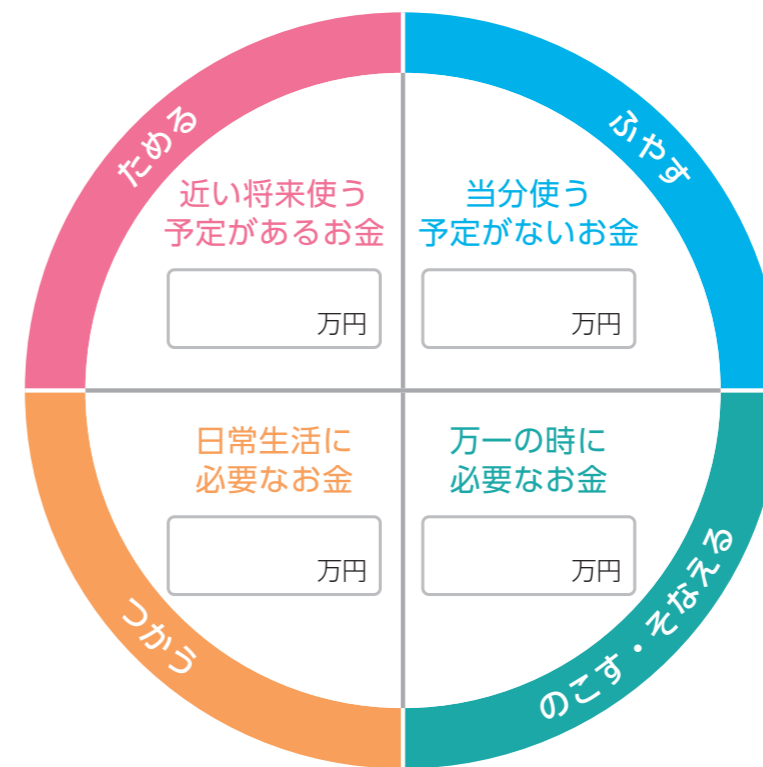 ためる
近い将来使う
予定があるお金
万円
ふやす
当分使う
予定がないお金
万円
つかう
日常生活に
必要なお金
万円
のこす・そなえる
万一の時に
必要なお金
万円